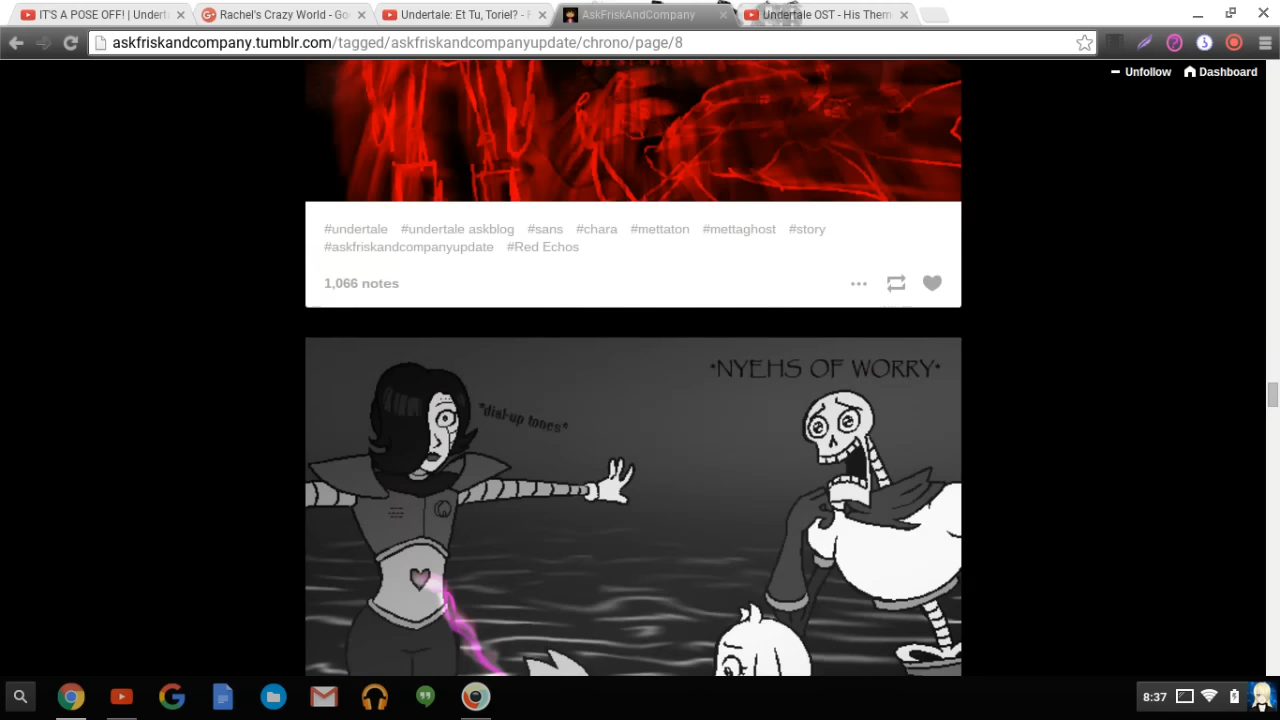 IT'S A POSE OFF! | Undert
Rachel's Crazy World - Go
Undertale: Et Tu, Toriel? - F
AskFriskAndCompany
Undertale OST - His Them
askfriskandcompany.tumblr.com/tagged/askfriskandcompanyupdate/chrono/page/8
Unfollow Dashboard
#undertale #undertale askblog #sans #chara #mettaton #mettaghost #story
#askfriskandcompanyupdate #Red Echos
1,066 notes
*NYEHS OF WORRY*
*dial-up tones*
8:37